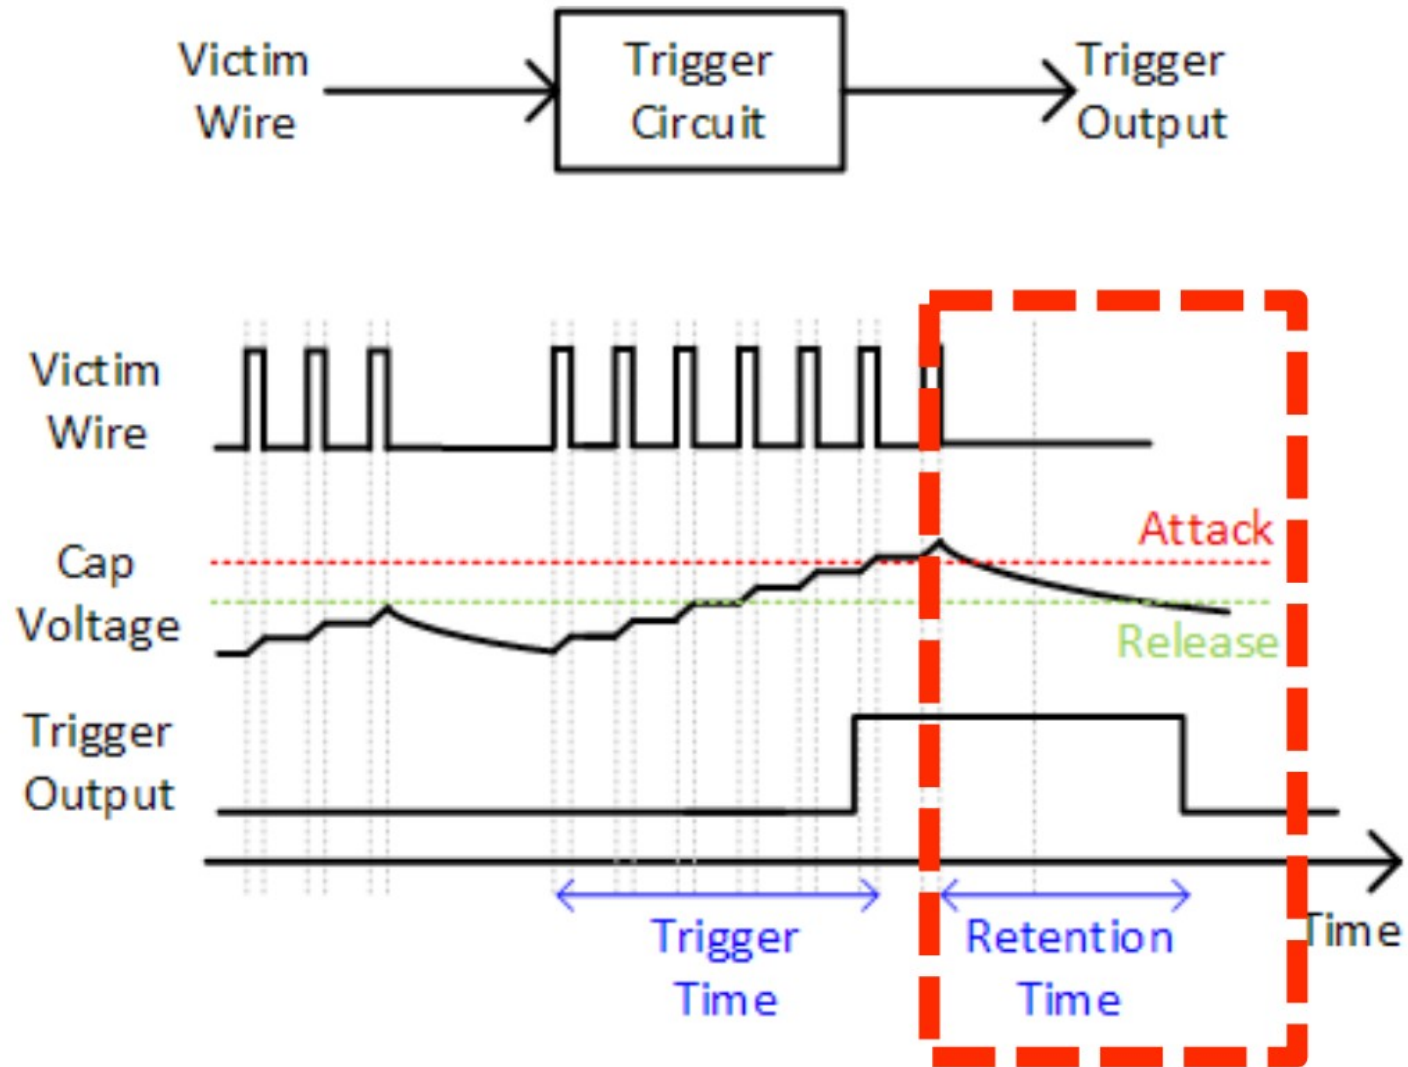 Victim
Wire
Trigger
Circuit
Trigger
Output
Victim
Wire
Attack
Cap
Voltage
Release
Trigger
Output
Trigger
Time
Retention
Time
Time